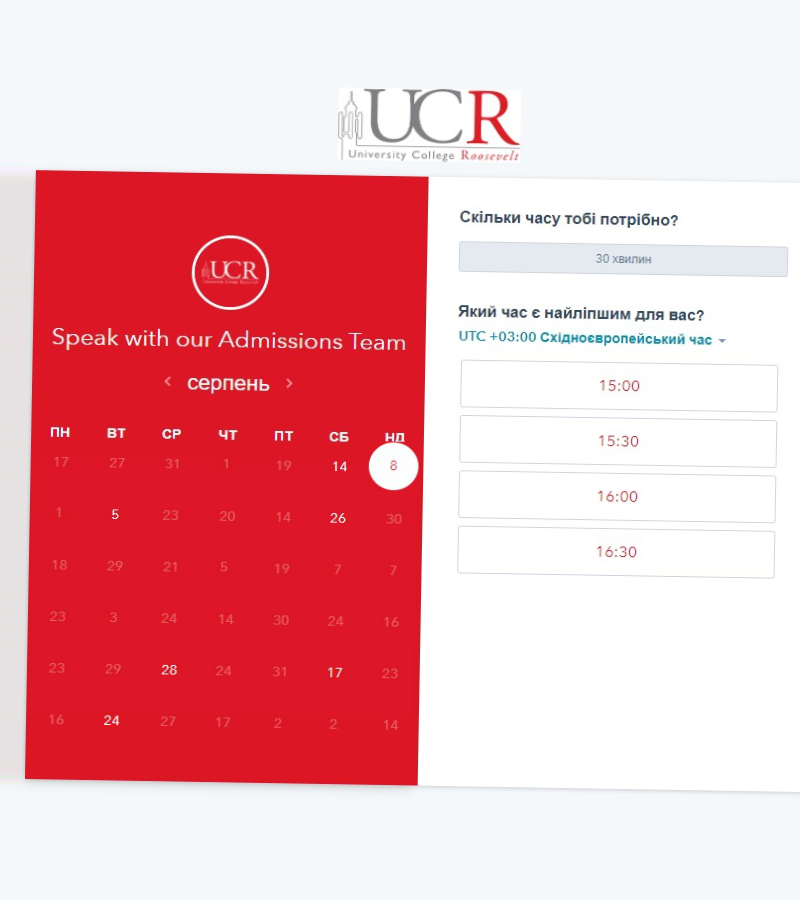 UCR
University College Roosevelt
UCR
Speak with our Admissions Team
серпень
ПН ВТ СР ЧТ ПТ СБ НД
17 27 31 1 19 14 8
1 5 23 20 14 26 30
18 29 21 5 19 7 7
23 3 24 14 30 24 16
23 29 28 24 31 17 23
16 24 27 17 2 2 14
Скільки часу тобі потрібно?
30 хвилин
Який час є найліпшим для вас?
UTC +03:00 Східноєвропейський час
15:00
15:30
16:00
16:30